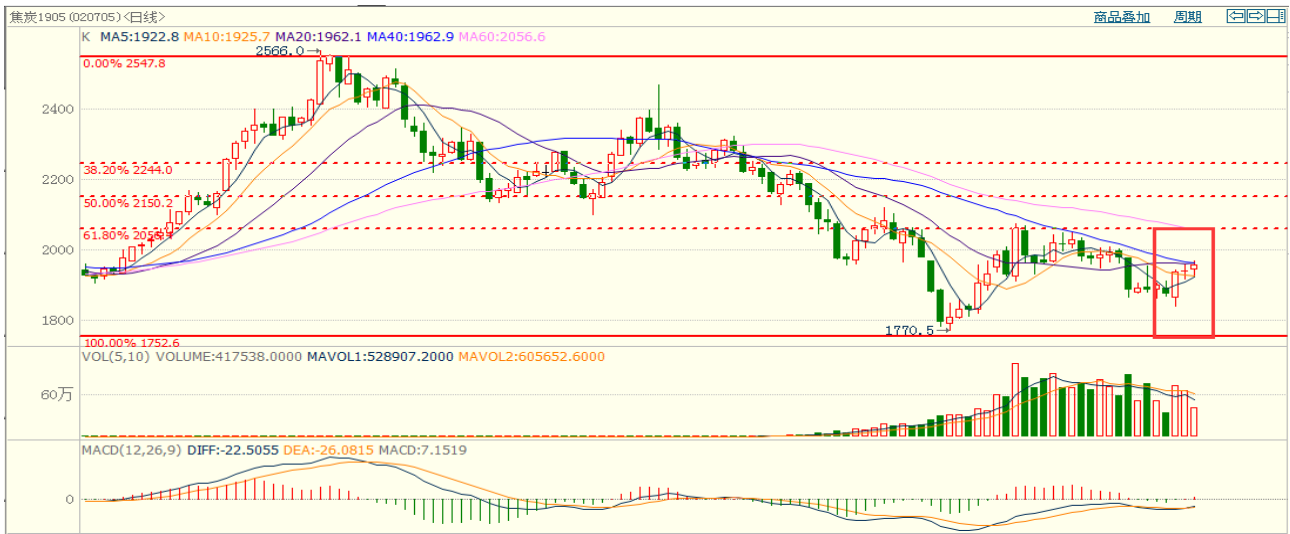 焦炭1905 (020705)<日线> 商品叠加 周期
K MA5:1922.8 MA10:1925.7 MA20:1962.1 MA40:1962.9 MA60:2056.6
2566.0
0.00% 2547.8
2400
38.20% 2244.0
2200
50.00% 2150.2
61.80% 2056.4
2000
1800
1770.5
100.00% 1752.6
VOL(5,10) VOLUME:417538.0000 MAVOL1:528907.2000 MAVOL2:605652.6000
60万
MACD(12,26,9) DIFF:-22.5055 DEA:-26.0815 MACD:7.1519
0